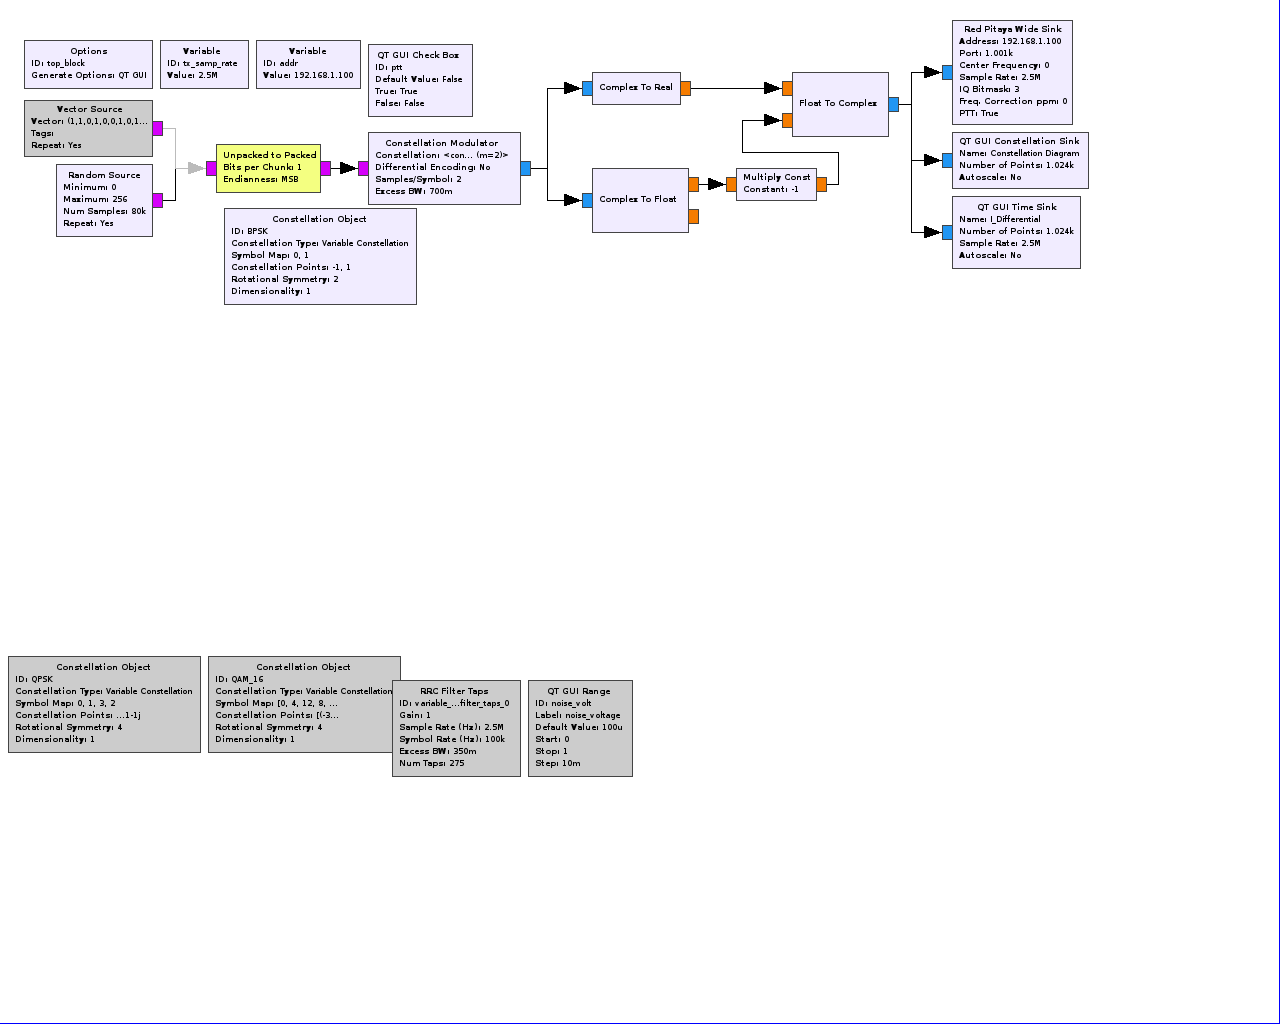 Options
ID: top_block
Generate Options: QT GUI
Variable
ID: tx_samp_rate
Value: 2.5M
Variable
ID: addr
Value: 192.168.1.100
QT GUI Check Box
ID: ptt
Default Value: False
True: True
False: False
Vector Source
Vector: (1,1,0,1,0,0,1,0,1...
Tags:
Repeat: Yes
Random Source
Minimum: 0
Maximum: 256
Num Samples: 80k
Repeat: Yes
Unpacked to Packed
Bits per Chunk: 1
Endianness: MSB
Constellation Modulator
Constellation: <con... (m=2)>
Differential Encoding: No
Samples/Symbol: 2
Excess BW: 700m
Constellation Object
ID: BPSK
Constellation Type: Variable Constellation
Symbol Map: 0, 1
Constellation Points: -1, 1
Rotational Symmetry: 2
Dimensionality: 1
Complex To Real
Complex To Float
Multiply Const
Constant: -1
Float To Complex
Red Pitaya Wide Sink
Address: 192.168.1.100
Port: 1.001k
Center Frequency: 0
Sample Rate: 2.5M
IQ Bitmask: 3
Freq. Correction ppm: 0
PTT: True
QT GUI Constellation Sink
Name: Constellation Diagram
Number of Points: 1.024k
Autoscale: No
QT GUI Time Sink
Name: I_Differential
Number of Points: 1.024k
Sample Rate: 2.5M
Autoscale: No
Constellation Object
ID: QPSK
Constellation Type: Variable Constellation
Symbol Map: 0, 1, 3, 2
Constellation Points: ...1-1j
Rotational Symmetry: 4
Dimensionality: 1
Constellation Object
ID: QAM_16
Constellation Type: Variable Constellation
Symbol Map: [0, 4, 12, 8, ...
Constellation Points: [(-3...
Rotational Symmetry: 4
Dimensionality: 1
RRC Filter Taps
ID: variable_...filter_taps_0
Gain: 1
Sample Rate (Hz): 2.5M
Symbol Rate (Hz): 100k
Excess BW: 350m
Num Taps: 275
QT GUI Range
ID: noise_volt
Label: noise_voltage
Default Value: 100u
Start: 0
Stop: 1
Step: 10m